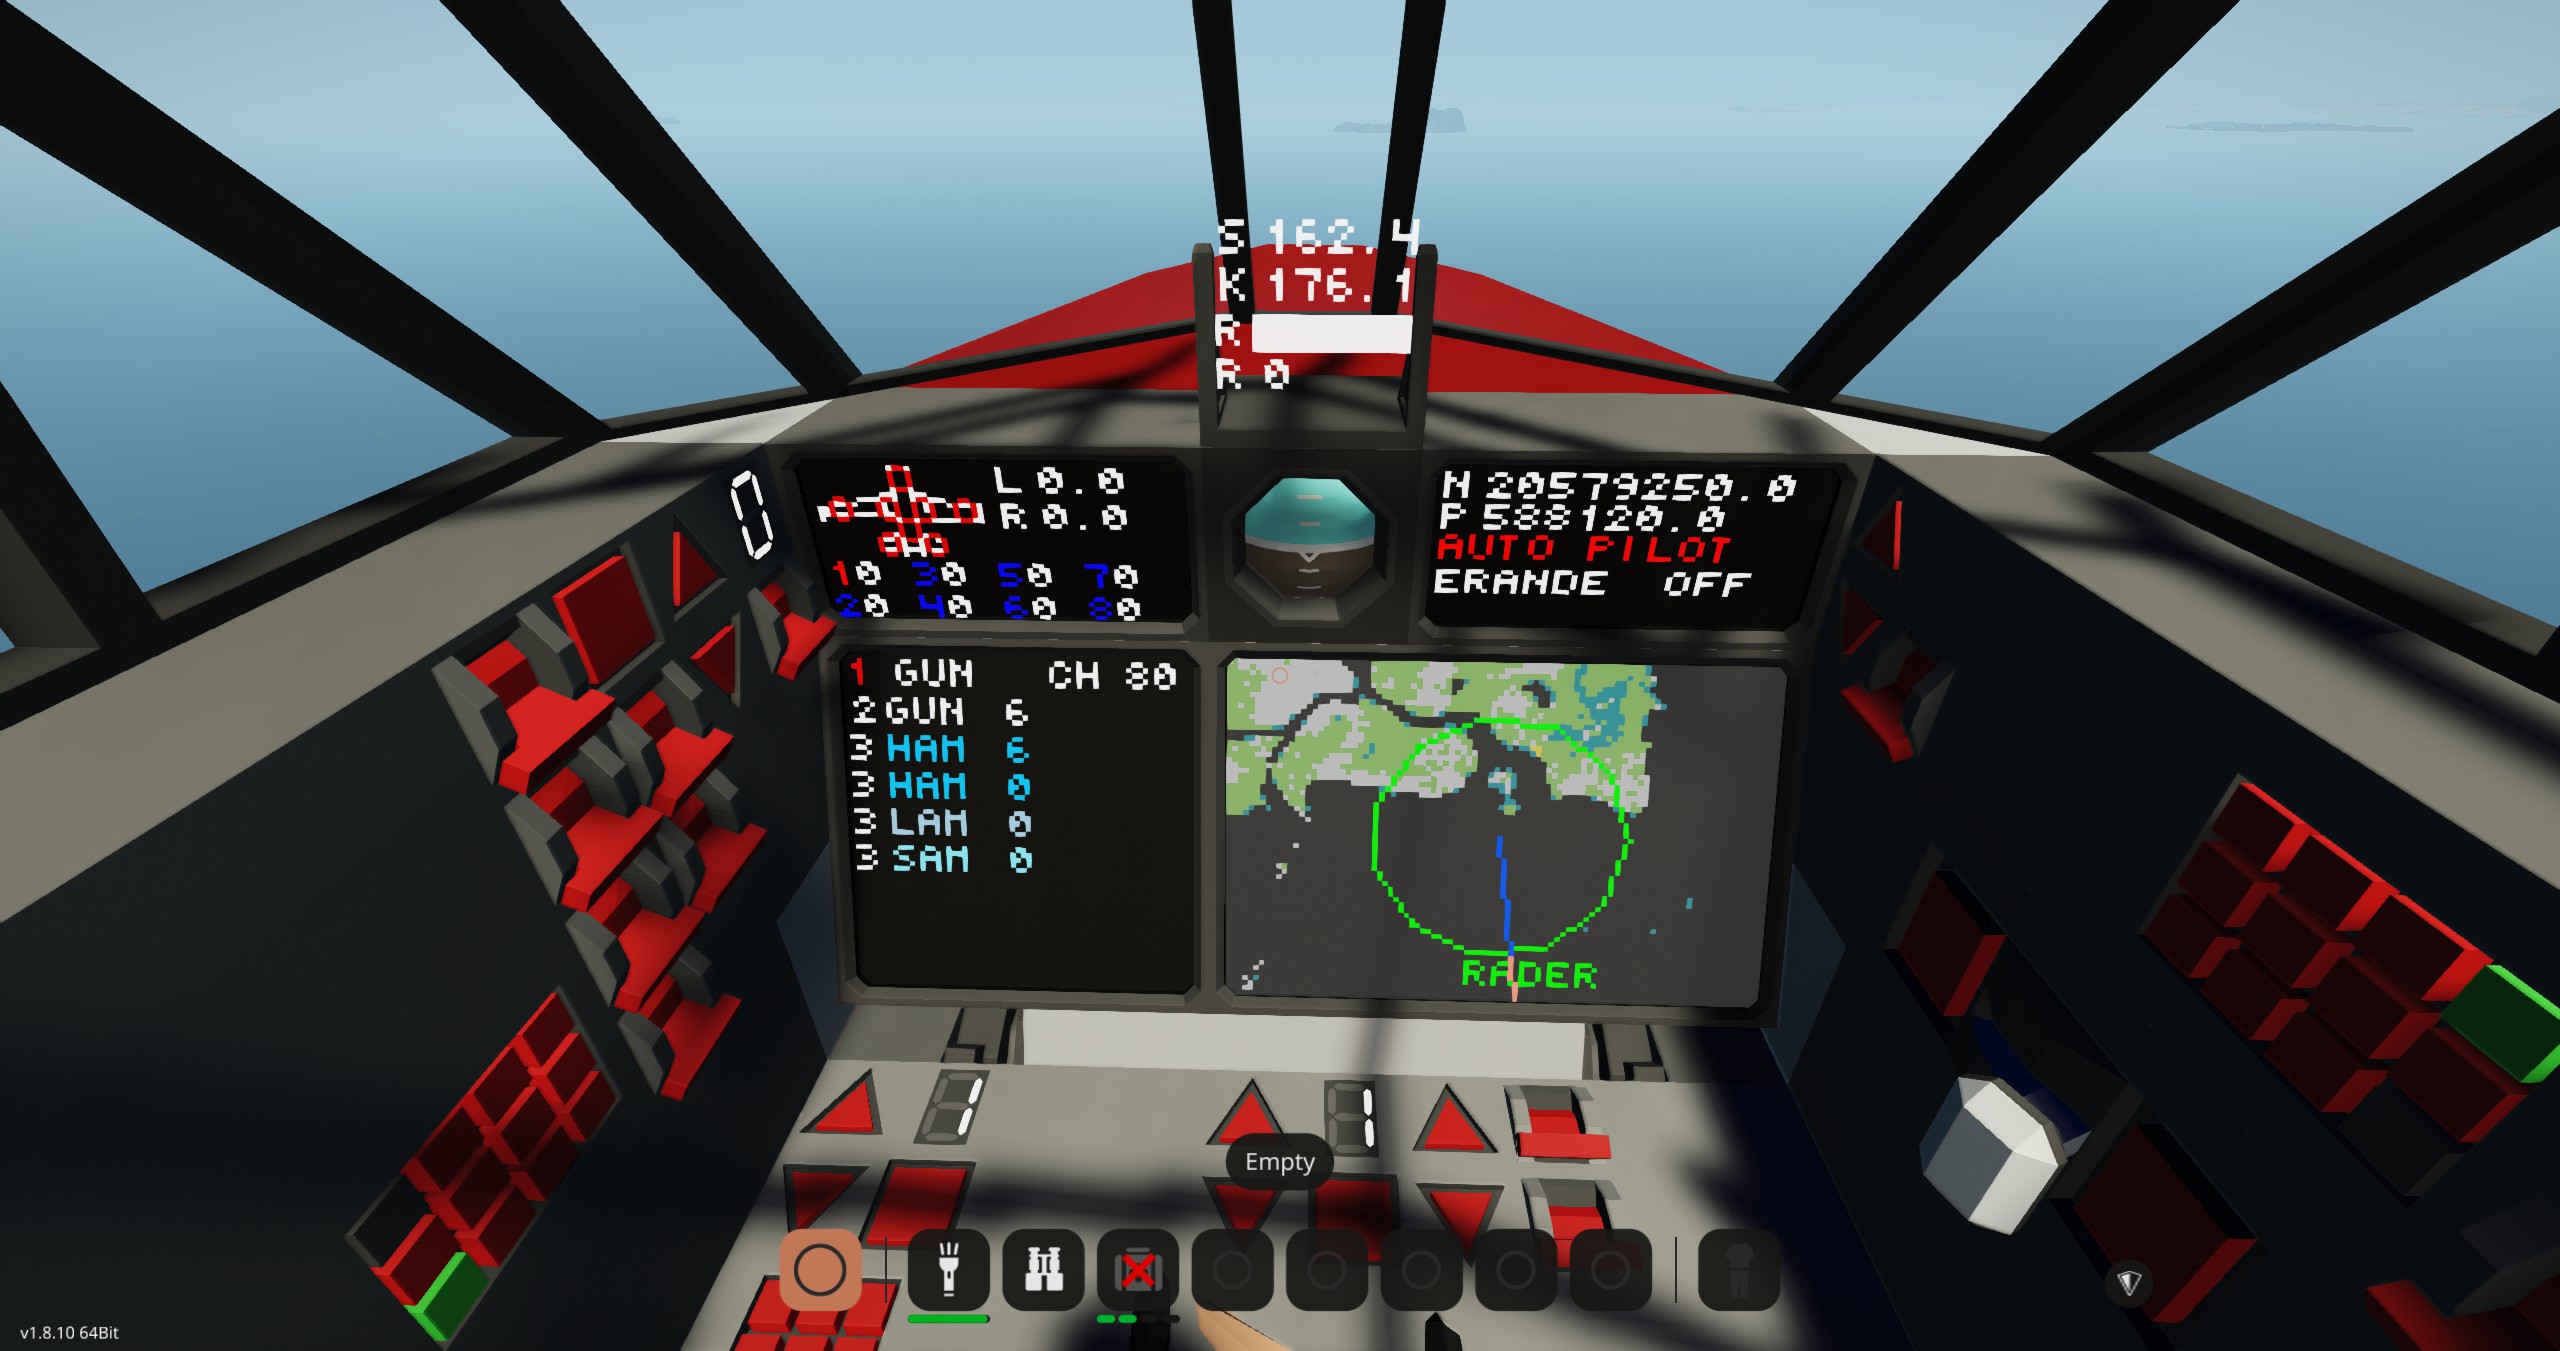 S 162.4
K 176.1
R
R 0
0
L 0.0
R 0.0
10 30 50 70
20 40 60 80
N 20579250.0
P 588120.0
AUTO PILOT
ERANDE OFF
1 GUN CH 80
2 GUN 6
3 HAM 6
3 HAM 0
3 LAM 0
3 SAM 0
RADER
1 1
Empty
v1.8.10 64Bit